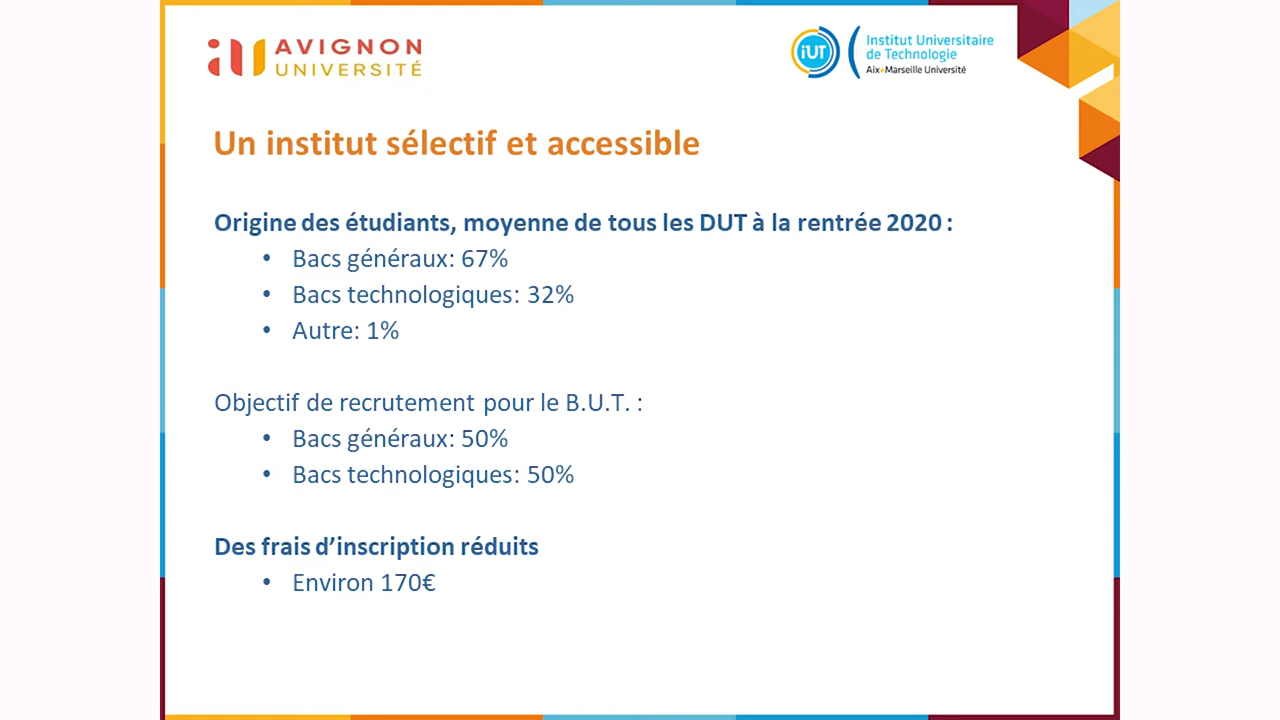 AVIGNON
UNIVERSITÉ
iUT
Institut Universitaire
de Technologie
Aix+Marseille Université
Un institut sélectif et accessible
Origine des étudiants, moyenne de tous les DUT à la rentrée 2020 :
• Bacs généraux: 67%
• Bacs technologiques: 32%
• Autre: 1%
Objectif de recrutement pour le B.U.T. :
• Bacs généraux: 50%
• Bacs technologiques: 50%
Des frais d’inscription réduits
• Environ 170€